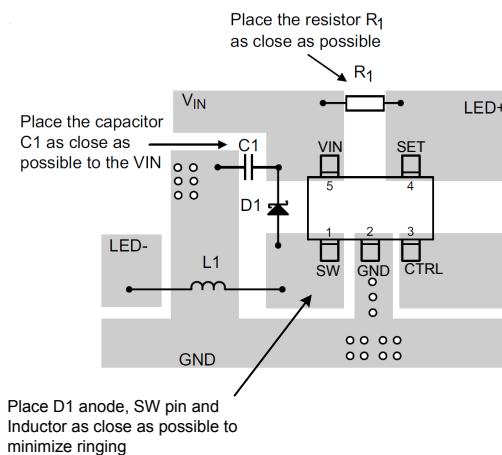 Place the resistor R1
as close as possible
R1
VIN
LED+
Place the capacitor
C1 as close as
possible to the VIN
C1
VIN
SET
5
4
D1
1
2
3
LED-
L1
SW
GND
CTRL
GND
Place D1 anode, SW pin and
Inductor as close as possible to
minimize ringing